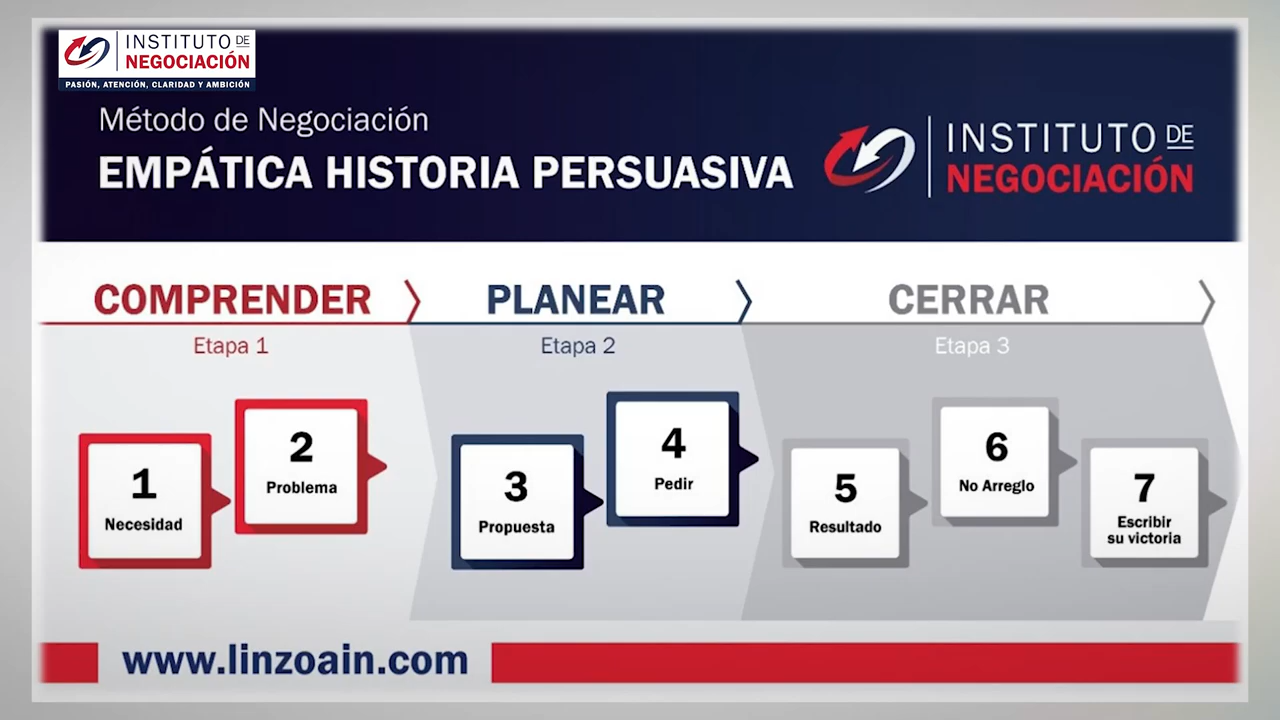 INSTITUTO DE
NEGOCIACIÓN
PASIÓN, ATENCIÓN, CLARIDAD Y AMBICIÓN
Método de Negociación
EMPÁTICA HISTORIA PERSUASIVA
INSTITUTO DE
NEGOCIACIÓN
COMPRENDER
Etapa 1
PLANEAR
Etapa 2
CERRAR
Etapa 3
1
Necesidad
2
Problema
3
Propuesta
4
Pedir
5
Resultado
6
No Arreglo
7
Escribir
su victoria
www.linzoain.com